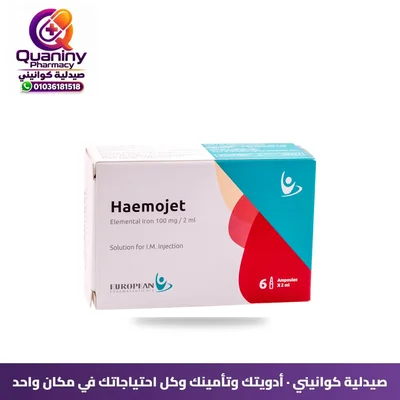 Quaniny
Pharmacy
صيدلية كوانيني
01036181518
Haemojet
Elemental Iron 100 mg / 2 ml
Solution for I.M. Injection
EUROPEAN
6 Ampoules
X 2 ml
صيدلية كوانيني - أدويتك وتأمينك وكل احتياجاتك في مكان واحد